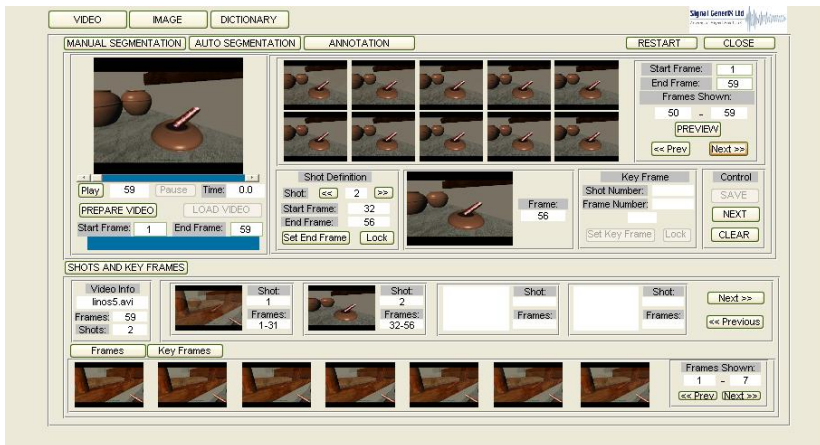 VIDEO IMAGE DICTIONARY
Signal GeneriX Ltd
MANUAL SEGMENTATION AUTO SEGMENTATION ANNOTATION RESTART CLOSE
Start Frame: 1
End Frame: 59
Frames Shown:
50 - 59
PREVIEW
<< Prev Next >>
Play 59 Pause Time: 0.0
PREPARE VIDEO LOAD VIDEO
Start Frame: 1 End Frame: 59
Shot Definition
Shot: << 2 >>
Start Frame: 32
End Frame: 56
Set End Frame Lock
Frame:
56
Key Frame
Shot Number:
Frame Number:
Set Key Frame Lock
Control
SAVE
NEXT
CLEAR
SHOTS AND KEY FRAMES
Video Info
linos5.avi
Frames: 59
Shots: 2
Shot:
1
Frames:
1-31
Shot:
2
Frames:
32-56
Shot:
Frames:
Shot:
Frames:
Next >>
<< Previous
Frames Key Frames
Frames Shown:
1 - 7
<< Prev Next >>